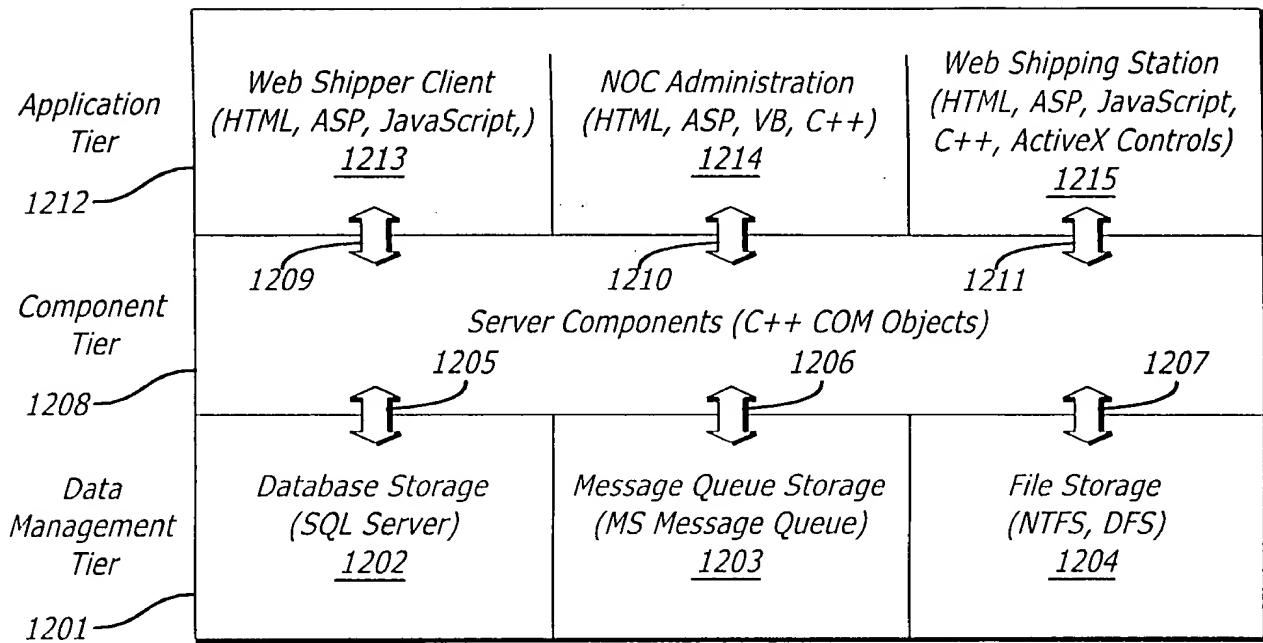 Application
Tier
1212
Web Shipper Client
(HTML, ASP, JavaScript,)
1213
NOC Administration
(HTML, ASP, VB, C++)
1214
Web Shipping Station
(HTML, ASP, JavaScript,
C++, ActiveX Controls)
1215
1209
1210
1211
Component
Tier
1208
Server Components (C++ COM Objects)
1205
1206
1207
Data
Management
Tier
1201
Database Storage
(SQL Server)
1202
Message Queue Storage
(MS Message Queue)
1203
File Storage
(NTFS, DFS)
1204